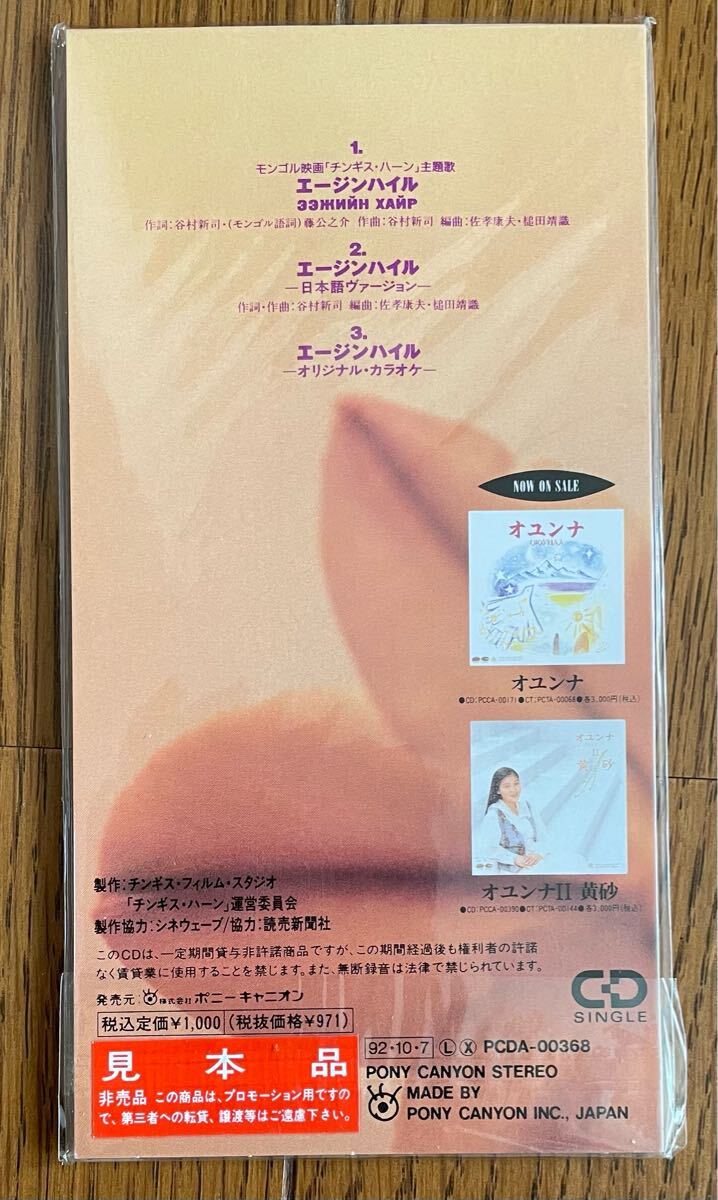 1.
モンゴル映画「チンギス・ハーン」主題歌
エージンハイル
ЭЭЖИЙН ХАЙР
作詞:谷村新司・(モンゴル語詞)藤公之介 作曲:谷村新司 編曲:佐孝康夫・槌田靖識
2.
エージンハイル
—日本語ヴァージョン—
作詞・作曲:谷村新司 編曲:佐孝康夫・槌田靖識
3.
エージンハイル
—オリジナル・カラオケ—
NOW ON SALE
オユンナ
オユンナ
●CD:PCCA-00171●CT:PCTA-00068●各3,000円(税込)
オユンナ
II
黄砂
オユンナII 黄砂
●CD:PCCA-00390●CT:PCTA-00144●各3,000円(税込)
製作:チンギス・フィルム・スタジオ
「チンギス・ハーン」運営委員会
製作協力:シネウェーブ/協力:読売新聞社
このCDは、一定期間貸与非許諾商品ですが、この期間経過後も権利者の許諾
なく賃貸業に使用することを禁じます。また、無断録音は法律で禁じられています。
発売元:株式会社ポニーキャニオン
税込定価¥1,000 (税抜価格¥971)
CD
SINGLE
見本品
非売品 この商品は、プロモーション用ですの
で、第三者への転貸、譲渡等はご遠慮下さい。
92・10・7 Ⓛ Ⓧ PCDA-00368
PONY CANYON STEREO
MADE BY
PONY CANYON INC., JAPAN